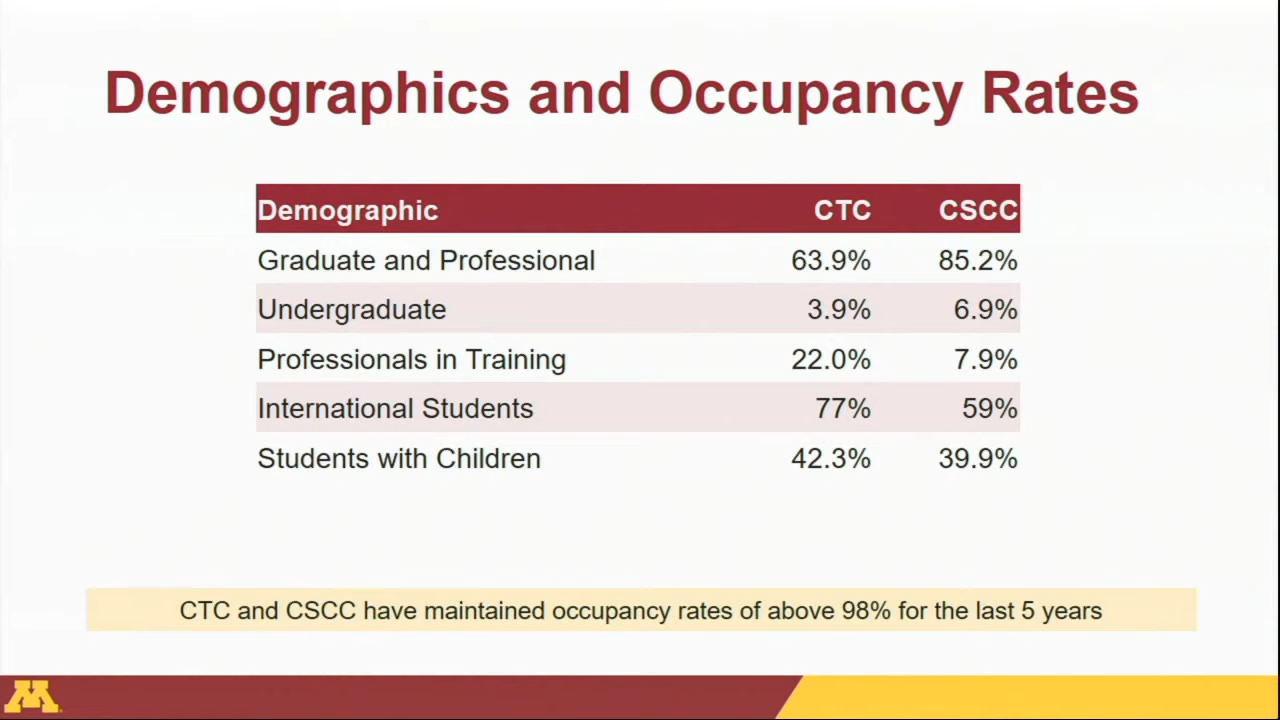 Demographics and Occupancy Rates
Demographic CTC CSCC
Graduate and Professional 63.9% 85.2%
Undergraduate 3.9% 6.9%
Professionals in Training 22.0% 7.9%
International Students 77% 59%
Students with Children 42.3% 39.9%
CTC and CSCC have maintained occupancy rates of above 98% for the last 5 years
M